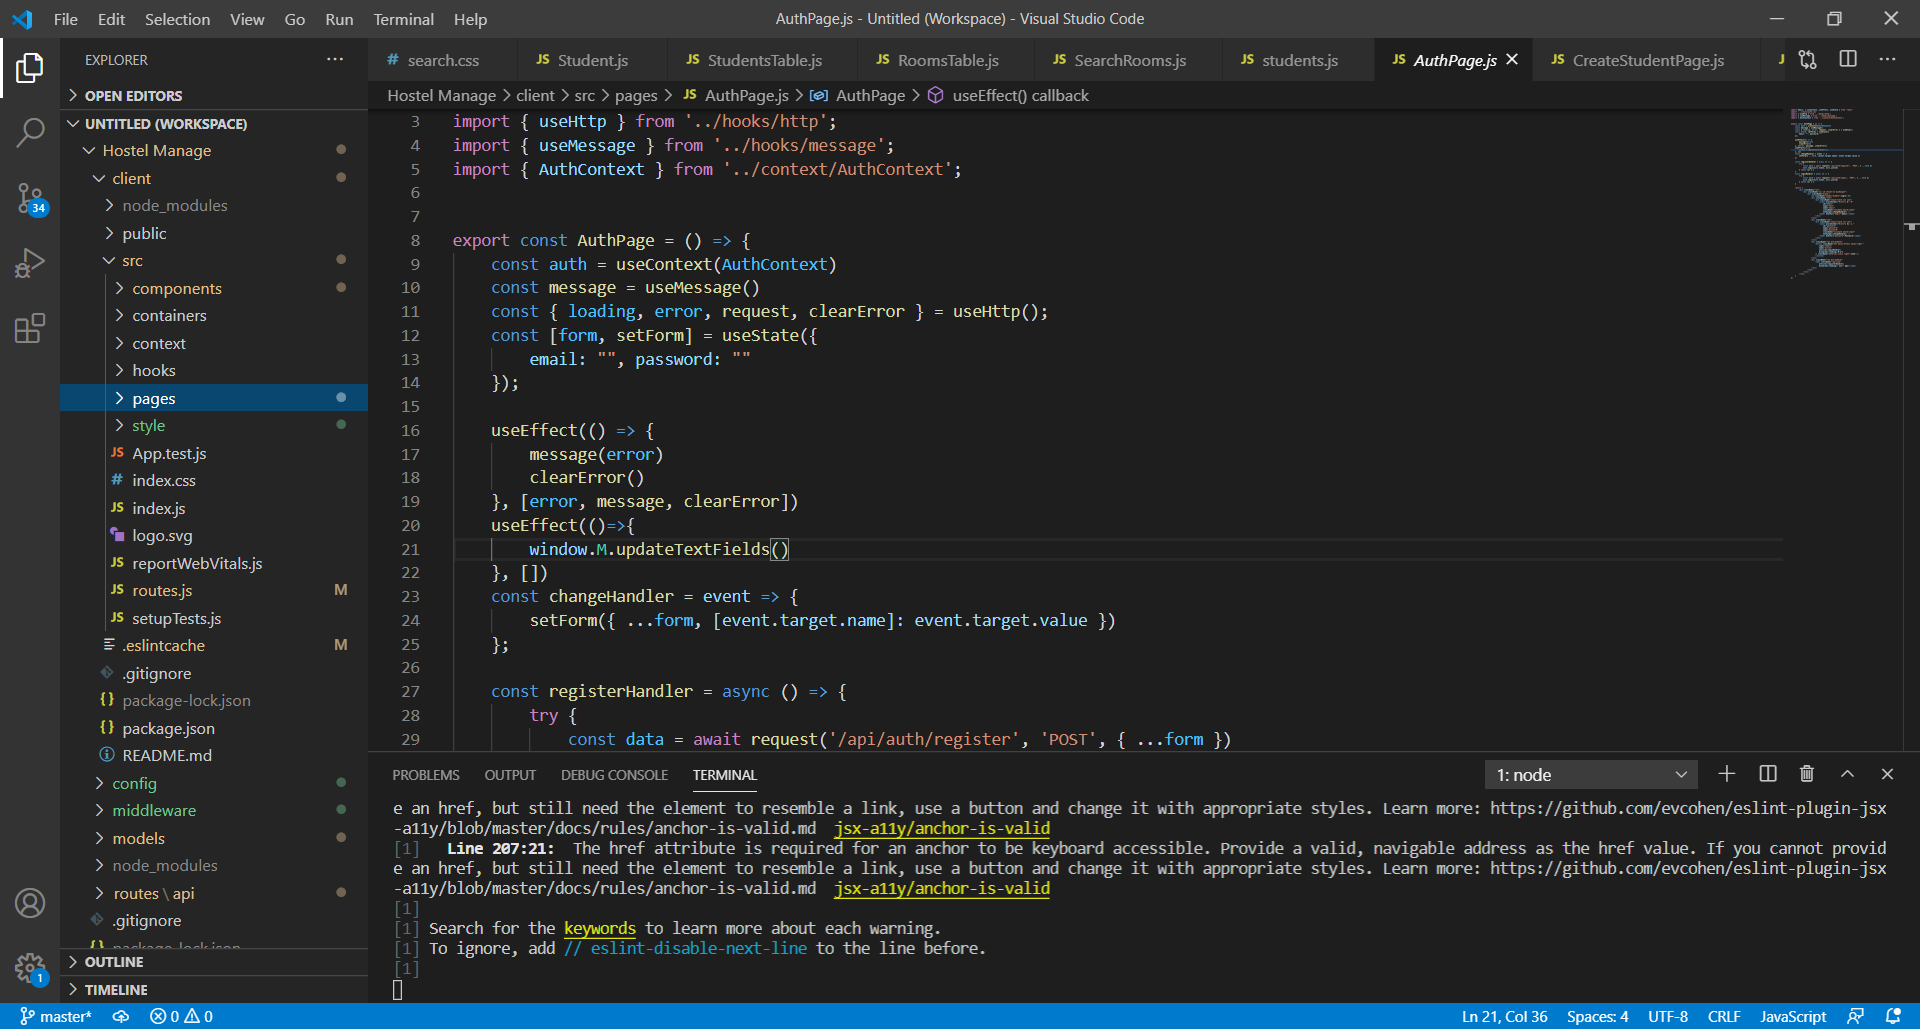 File Edit Selection View Go Run Terminal Help
AuthPage.js - Untitled (Workspace) - Visual Studio Code
EXPLORER
OPEN EDITORS
UNTITLED (WORKSPACE)
Hostel Manage
client
node_modules
public
src
components
containers
context
hooks
pages
style
JS App.test.js
# index.css
JS index.js
logo.svg
JS reportWebVitals.js
JS routes.js M
JS setupTests.js
.eslintcache M
.gitignore
{} package-lock.json
{} package.json
README.md
config
middleware
models
node_modules
routes \ api
.gitignore
{} package-lock.json
OUTLINE
TIMELINE
34
1
# search.css JS Student.js JS StudentsTable.js JS RoomsTable.js JS SearchRooms.js JS students.js JS AuthPage.js JS CreateStudentPage.js
Hostel Manage > client > src > pages > JS AuthPage.js > AuthPage > useEffect() callback
3 import { useHttp } from '../hooks/http';
4 import { useMessage } from '../hooks/message';
5 import { AuthContext } from '../context/AuthContext';
6
7
8 export const AuthPage = () => {
9 const auth = useContext(AuthContext)
10 const message = useMessage()
11 const { loading, error, request, clearError } = useHttp();
12 const [form, setForm] = useState({
13 email: "", password: ""
14 });
15
16 useEffect(() => {
17 message(error)
18 clearError()
19 }, [error, message, clearError])
20 useEffect(()=>{
21 window.M.updateTextFields()
22 }, [])
23 const changeHandler = event => {
24 setForm({ ...form, [event.target.name]: event.target.value })
25 };
26
27 const registerHandler = async () => {
28 try {
29 const data = await request('/api/auth/register', 'POST', { ...form })
PROBLEMS OUTPUT DEBUG CONSOLE TERMINAL
1: node
e an href, but still need the element to resemble a link, use a button and change it with appropriate styles. Learn more: https://github.com/evcohen/eslint-plugin-jsx
-a11y/blob/master/docs/rules/anchor-is-valid.md jsx-a11y/anchor-is-valid
[1] Line 207:21: The href attribute is required for an anchor to be keyboard accessible. Provide a valid, navigable address as the href value. If you cannot provid
e an href, but still need the element to resemble a link, use a button and change it with appropriate styles. Learn more: https://github.com/evcohen/eslint-plugin-jsx
-a11y/blob/master/docs/rules/anchor-is-valid.md jsx-a11y/anchor-is-valid
[1]
[1] Search for the keywords to learn more about each warning.
[1] To ignore, add // eslint-disable-next-line to the line before.
[1]
master* 0 0
Ln 21, Col 36 Spaces: 4 UTF-8 CRLF JavaScript